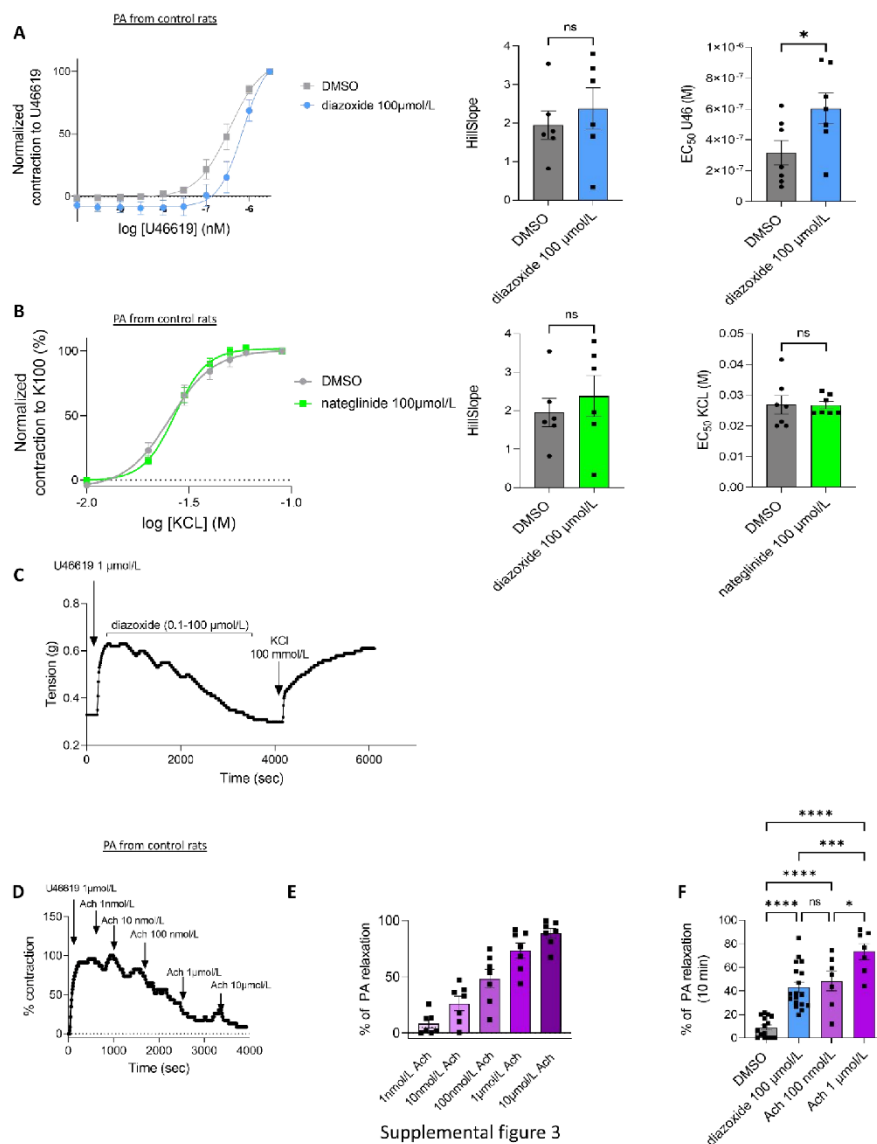 PA from control rats
A
Normalized
contraction to U46619
100
50
0
-9
-8
-7
-6
log [U46619] (nM)
DMSO
diazoxide 100µmol/L
HillSlope
4
3
2
1
0
ns
DMSO
diazoxide 100 µmol/L
EC50 U46 (M)
1×10-6
8×10-7
6×10-7
4×10-7
2×10-7
0
*
DMSO
diazoxide 100 µmol/L
B
PA from control rats
Normalized
contraction to K100 (%)
100
50
0
-2.0
-1.5
-1.0
log [KCL] (M)
DMSO
nateglinide 100µmol/L
HillSlope
4
3
2
1
0
ns
DMSO
diazoxide 100 µmol/L
EC50 KCL (M)
0.05
0.04
0.03
0.02
0.01
0.00
ns
DMSO
nateglinide 100 µmol/L
C
U46619 1 µmol/L
diazoxide (0.1-100 µmol/L)
KCl
100 mmol/L
Tension (g)
0.8
0.6
0.4
0.2
0
2000
4000
6000
Time (sec)
PA from control rats
D
U46619 1µmol/L
Ach 1nmol/L
Ach 10 nmol/L
Ach 100 nmol/L
Ach 1µmol/L
Ach 10µmol/L
% contraction
150
100
50
0
0
1000
2000
3000
4000
Time (sec)
E
% of PA relaxation
100
50
0
1nmol/L Ach
10nmol/L Ach
100nmol/L Ach
1µmol/L Ach
10µmol/L Ach
F
****
***
****
****
ns
*
% of PA relaxation
(10 min)
100
80
60
40
20
0
DMSO
diazoxide 100 µmol/L
Ach 100 nmol/L
Ach 1 µmol/L
Supplemental figure 3